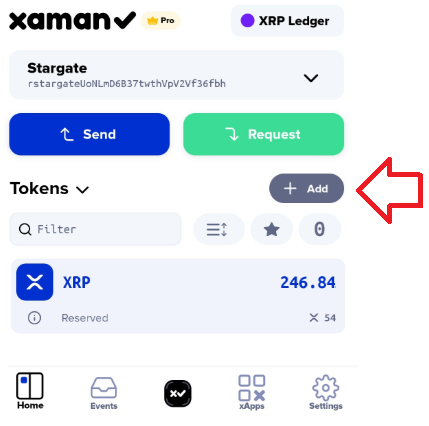 xaman Pro XRP Ledger
Stargate
rstargateUoNLmD6B37twthVpV2Vf36fbh
Send Request
Tokens + Add
Filter 0
XRP 246.84
Reserved 54
Home Events xApps Settings